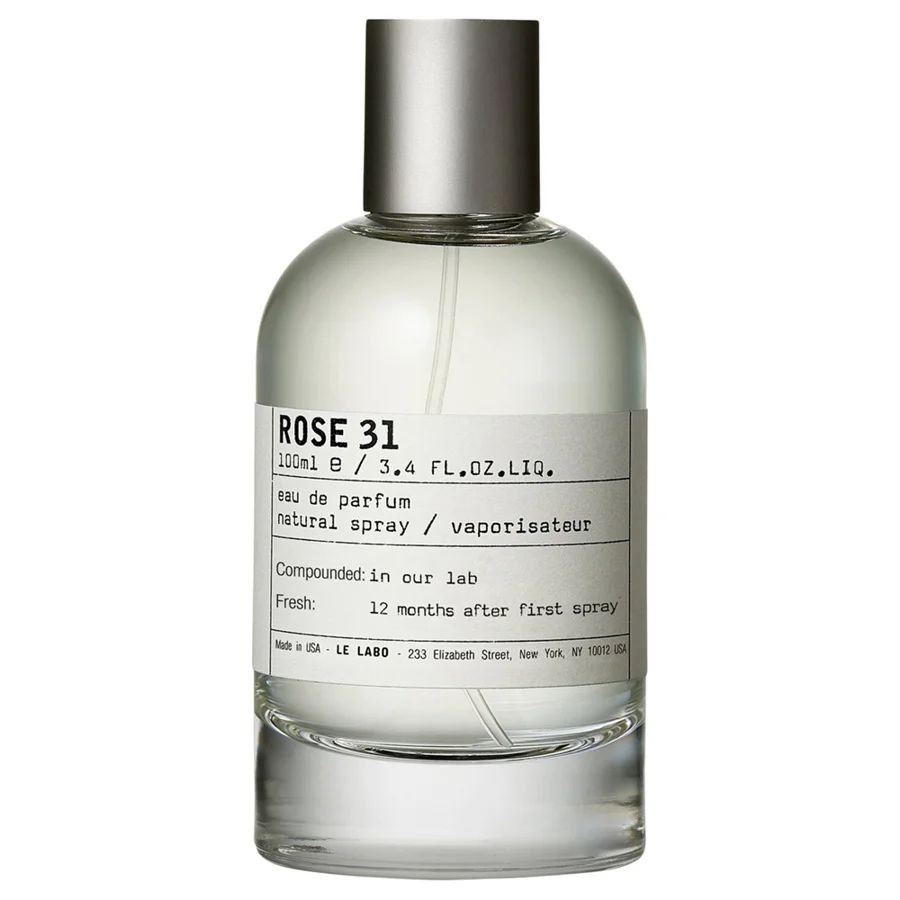 ROSE 31
100ml e / 3.4 FL.OZ.LIQ.
eau de parfum
natural spray / vaporisateur
Compounded: in our lab
Fresh: 12 months after first spray
Made in USA - LE LABO - 233 Elizabeth Street, New York, NY 10012 USA